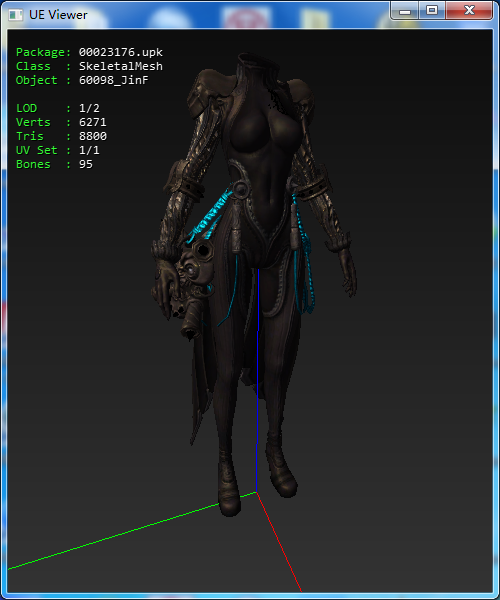 UE Viewer
Package: 00023176.upk
Class : SkeletalMesh
Object : 60098_JinF
LOD : 1/2
Verts : 6271
Tris : 8800
UV Set : 1/1
Bones : 95